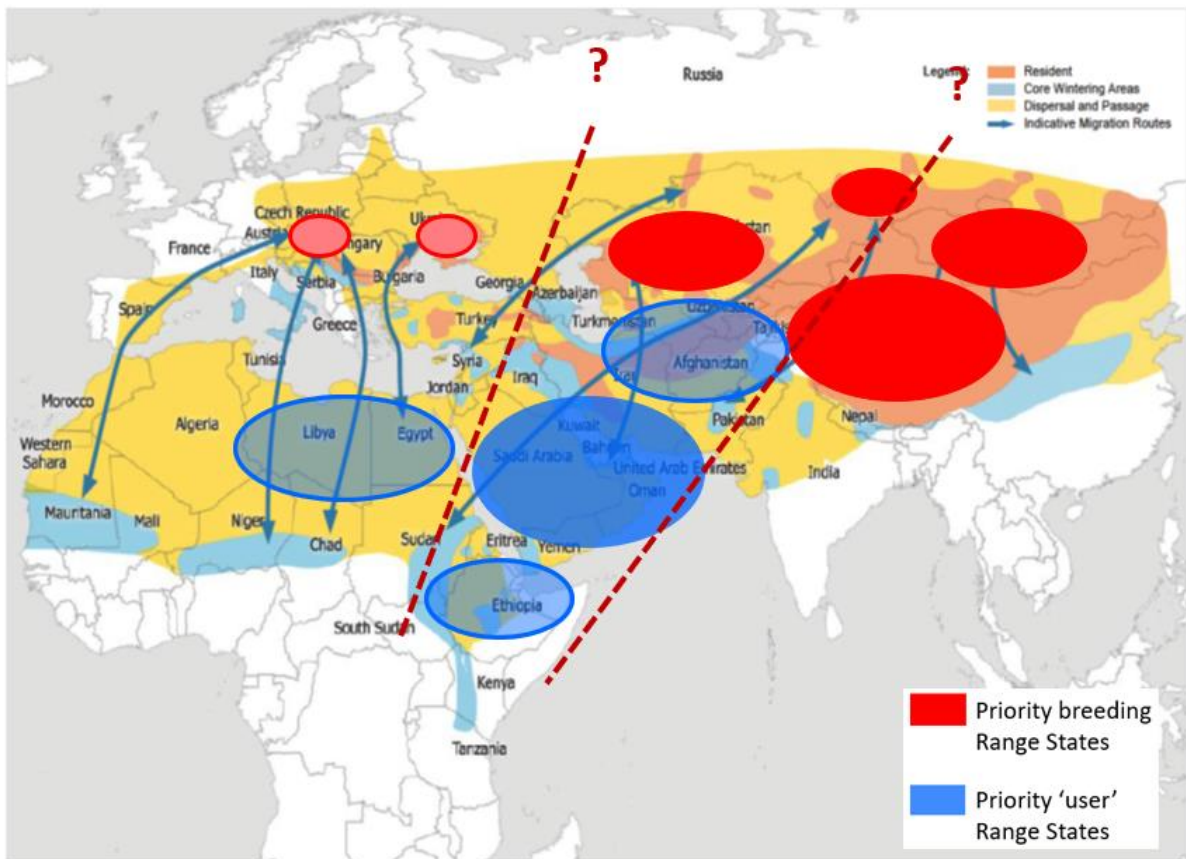 ?
Russia
Legend:
Resident
?
Core Wintering Areas
Dispersal and Passage
Indicative Migration Routes
Czech Republic
Austria
Hungary
France
Italy
Serbia
Bulgaria
Georgia
Azerbaijan
Spain
Greece
Turkey
Turkmenistan
Uzbekistan
Tunisia
Syria
Afghanistan
Iraq
Iran
Jordan
Morocco
Algeria
Libya
Egypt
Kuwait
Pakistan
Nepal
Bahrain
Western
Sahara
Saudi Arabia
United Arab Emirates
India
Oman
Mauntania
Mali
Niger
Chad
Sudan
Eritrea
Yemen
Ethiopia
South Sudan
Kenya
Tanzania
Priority breeding
Range States
Priority ‘user’
Range States